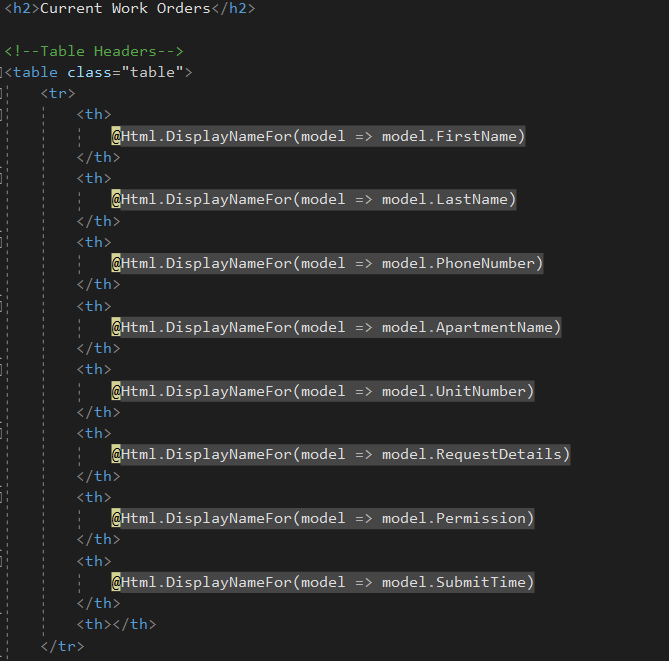 <h2>Current Work Orders</h2>
<!--Table Headers-->
<table class="table">
<tr>
<th>
@Html.DisplayNameFor(model => model.FirstName)
</th>
<th>
@Html.DisplayNameFor(model => model.LastName)
</th>
<th>
@Html.DisplayNameFor(model => model.PhoneNumber)
</th>
<th>
@Html.DisplayNameFor(model => model.ApartmentName)
</th>
<th>
@Html.DisplayNameFor(model => model.UnitNumber)
</th>
<th>
@Html.DisplayNameFor(model => model.RequestDetails)
</th>
<th>
@Html.DisplayNameFor(model => model.Permission)
</th>
<th>
@Html.DisplayNameFor(model => model.SubmitTime)
</th>
<th></th>
</tr>